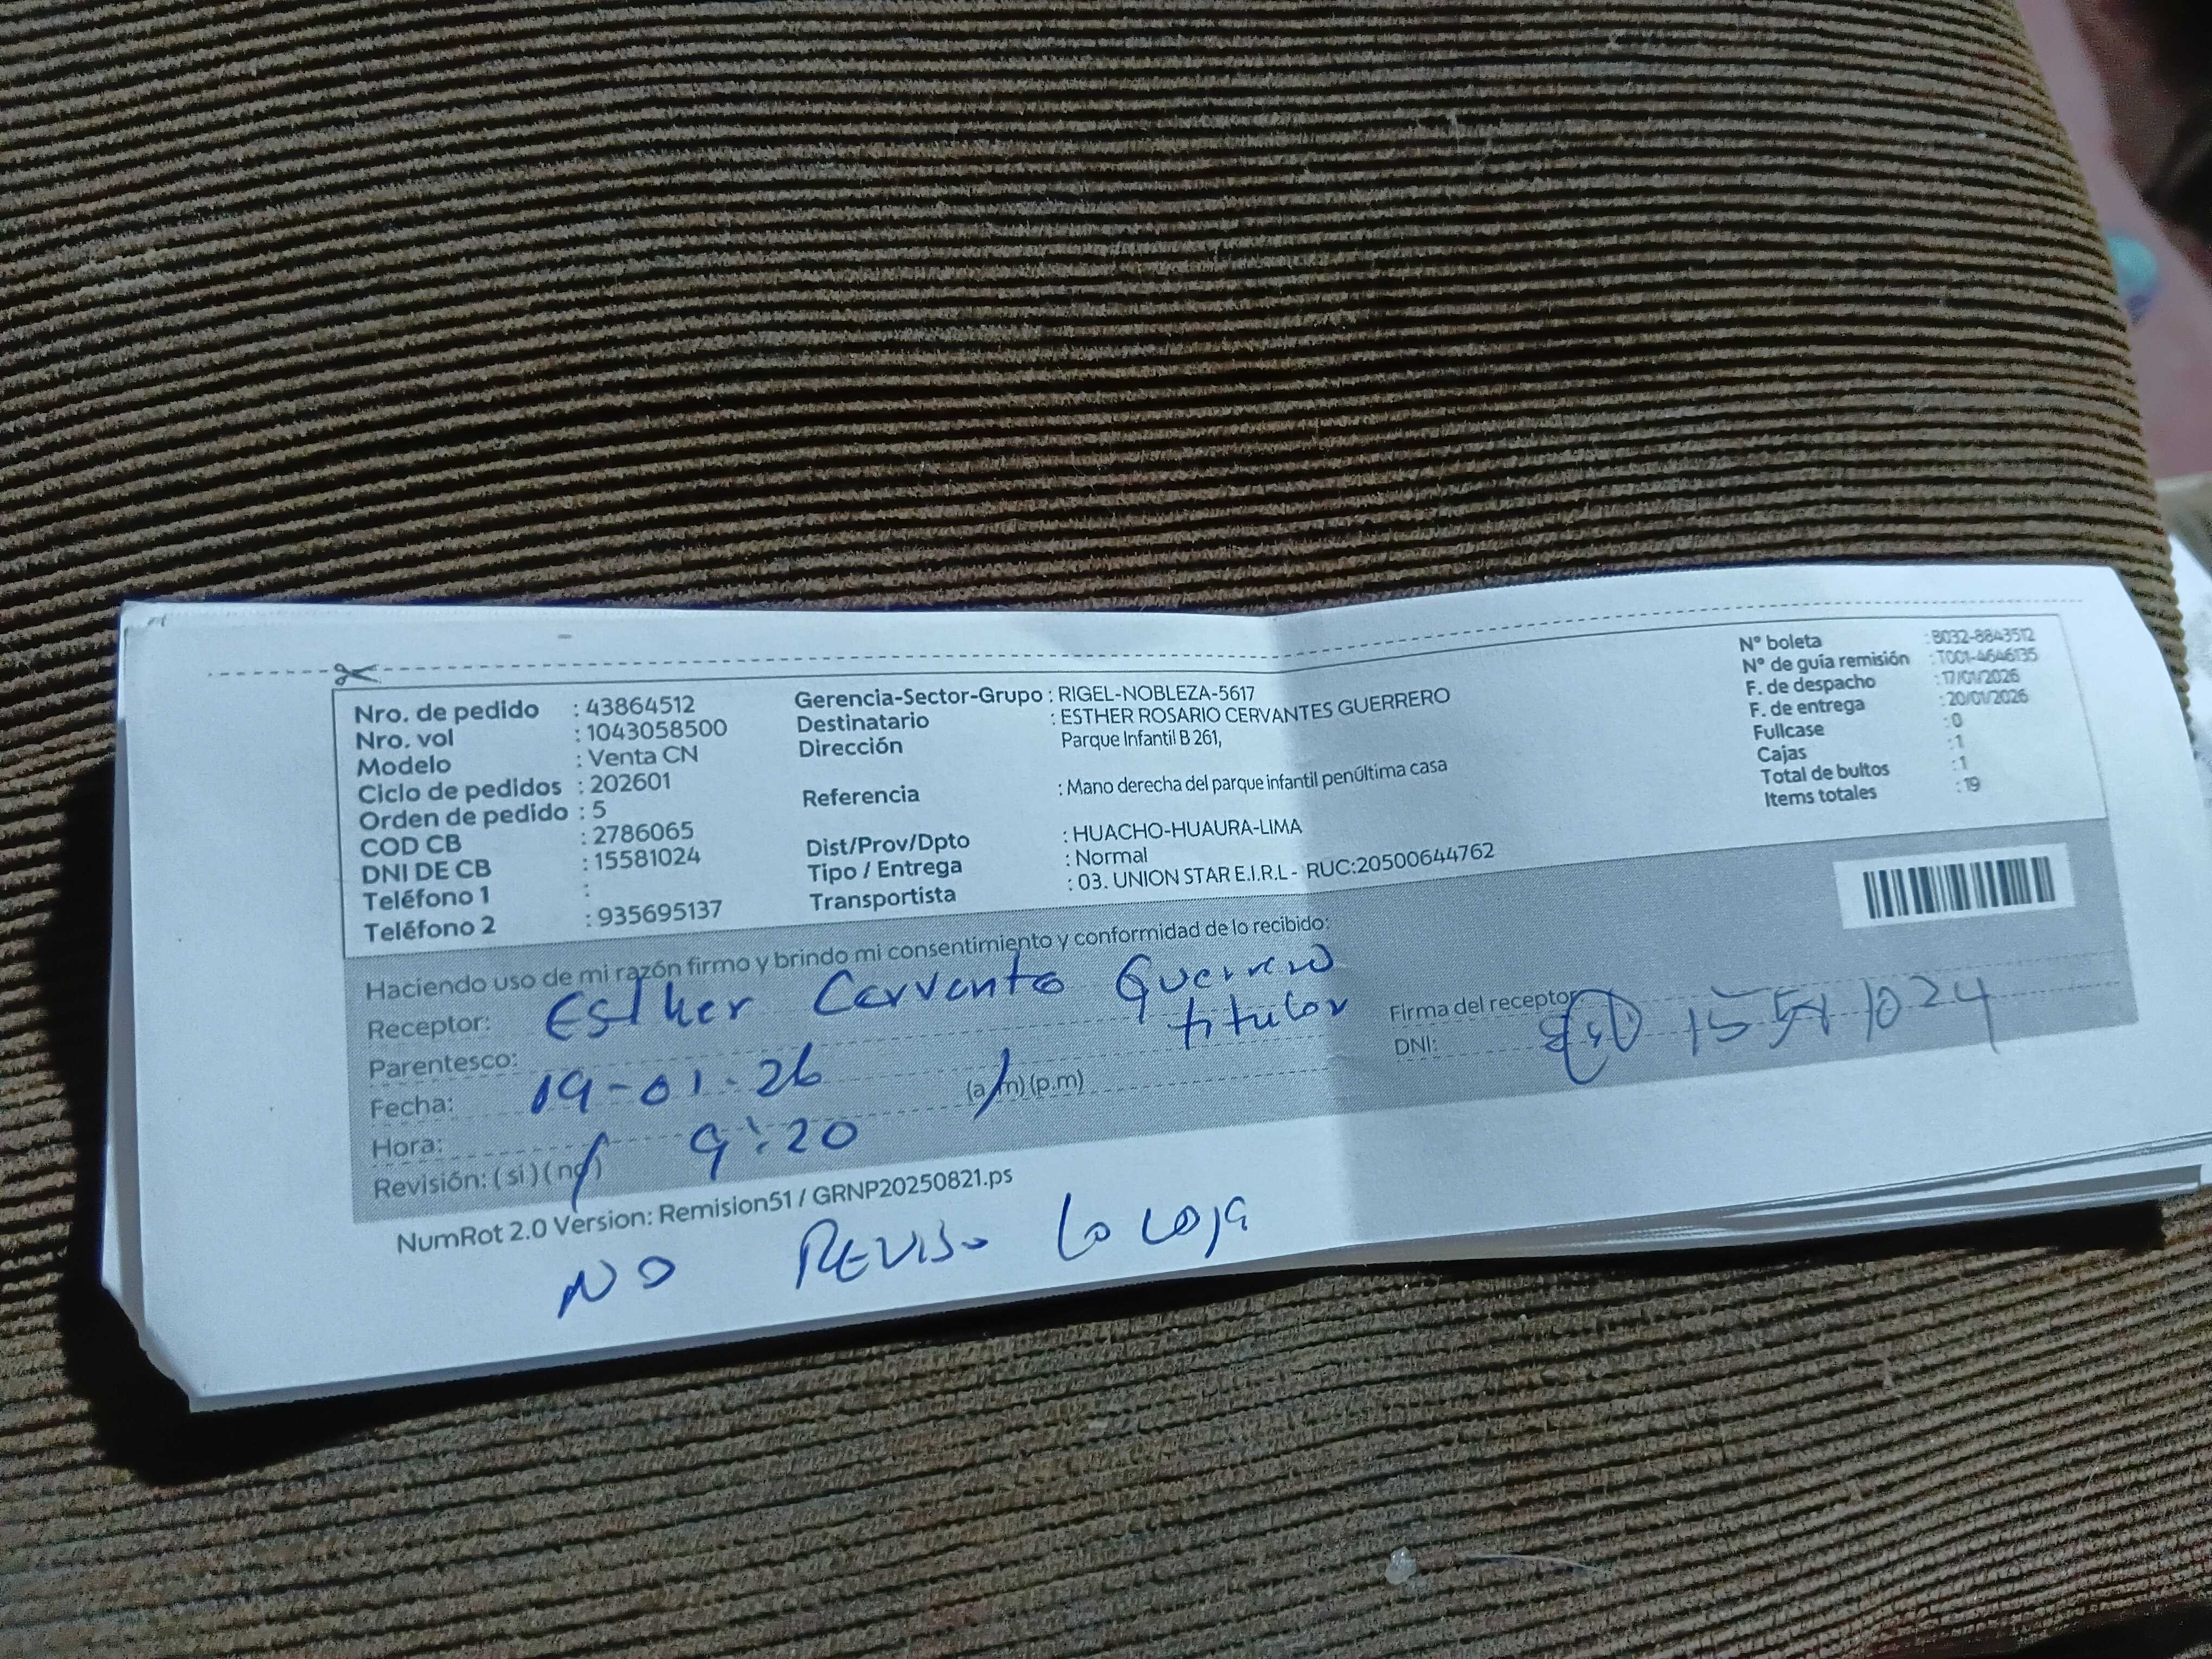 Nro. de pedido : 43864512
Nro. vol : 1043058500
Modelo : Venta CN
Ciclo de pedidos : 202601
Orden de pedido : 5
COD CB : 2786065
DNI DE CB : 15581024
Teléfono 1 :
Teléfono 2 : 935695137
Gerencia-Sector-Grupo : RIGEL-NOBLEZA-5617
Destinatario : ESTHER ROSARIO CERVANTES GUERRERO
Dirección Parque Infantil B 261,
Referencia : Mano derecha del parque infantil penúltima casa
Dist/Prov/Dpto : HUACHO-HUAURA-LIMA
Tipo / Entrega : Normal
Transportista : 03. UNION STAR E.I.R.L - RUC:20500644762
N° boleta : B032-8843512
N° de guía remisión : T001-4646135
F. de despacho : 17/01/2026
F. de entrega : 20/01/2026
Fullcase : 0
Cajas : 1
Total de bultos : 1
Items totales : 19
Haciendo uso de mi razón firmo y brindo mi consentimiento y conformidad de lo recibido:
Receptor: Esther Cervante Guerrero
Parentesco: titular
Fecha: 19-01-26
Hora: 9:20 (a.m) (p.m)
Revisión: (si) (no)
Firma del receptor:
DNI: 15581024
NumRot 2.0 Version: Remision51 / GRNP20250821.ps
NO REVISO La caja